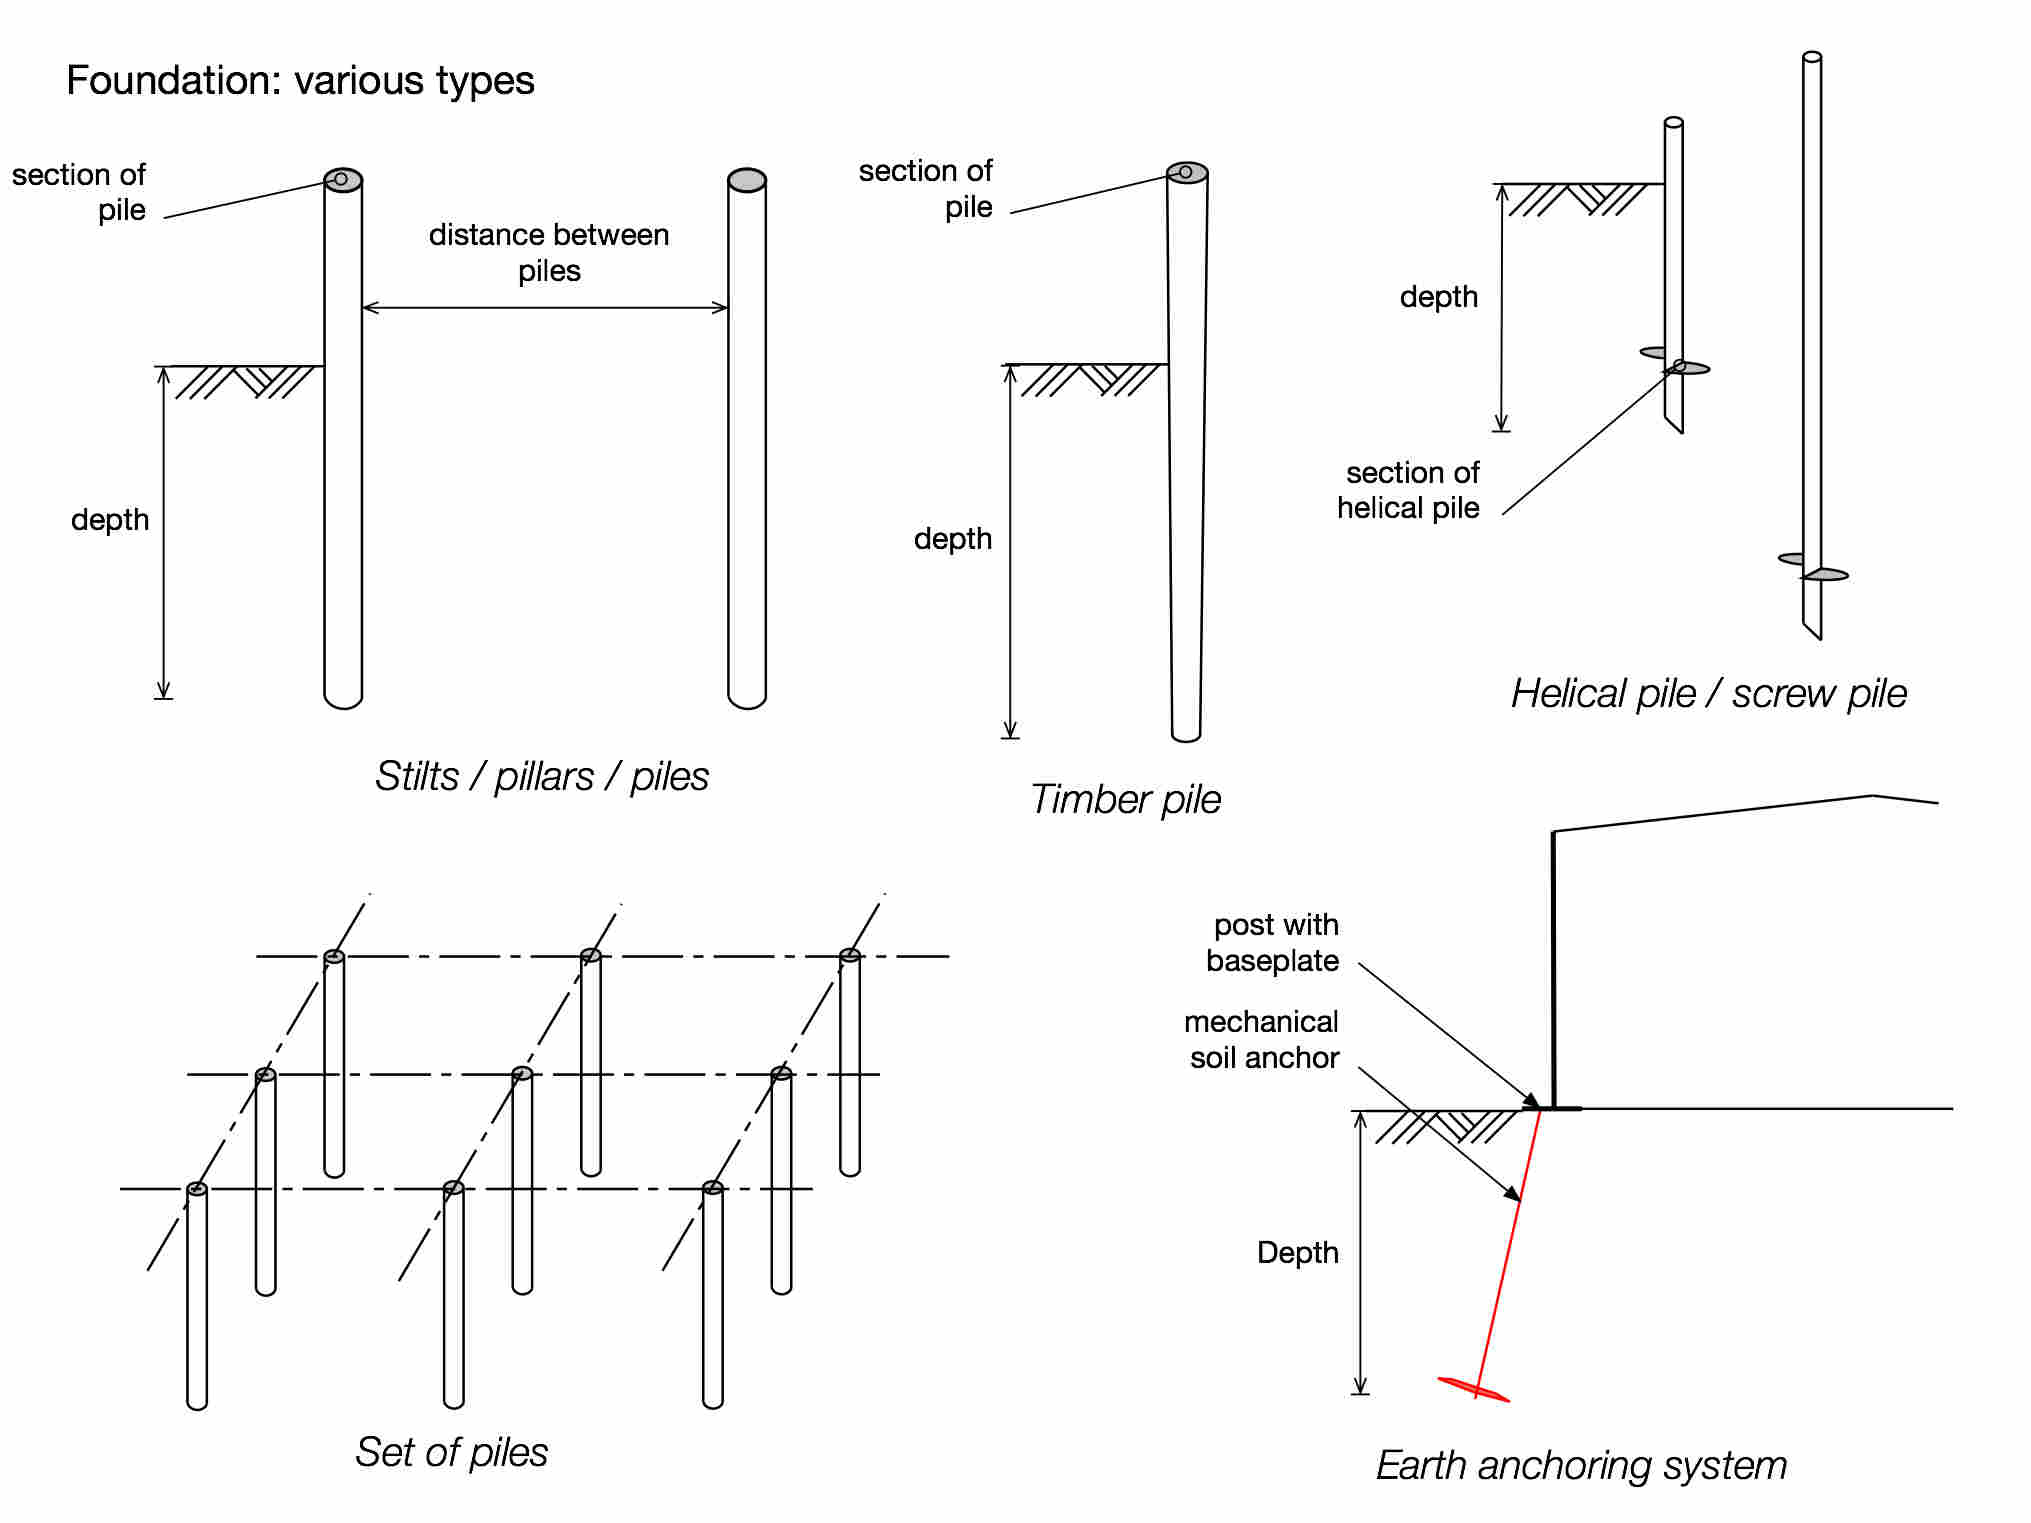 Foundation: various types
section of
pile
distance between
piles
depth
Stilts / pillars / piles
section of
pile
depth
Timber pile
depth
section of
helical pile
Helical pile / screw pile
Set of piles
post with
baseplate
mechanical
soil anchor
Depth
Earth anchoring system